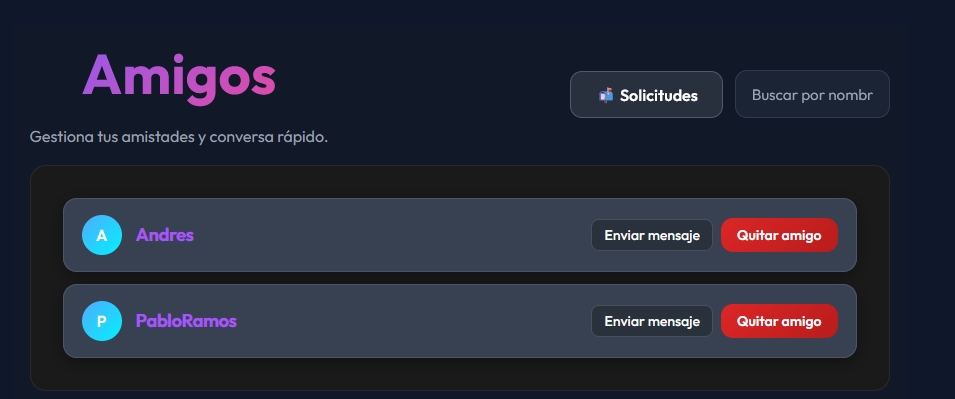 Amigos
📬 Solicitudes
Buscar por nombr
Gestiona tus amistades y conversa rápido.
A Andres Enviar mensaje Quitar amigo
P PabloRamos Enviar mensaje Quitar amigo